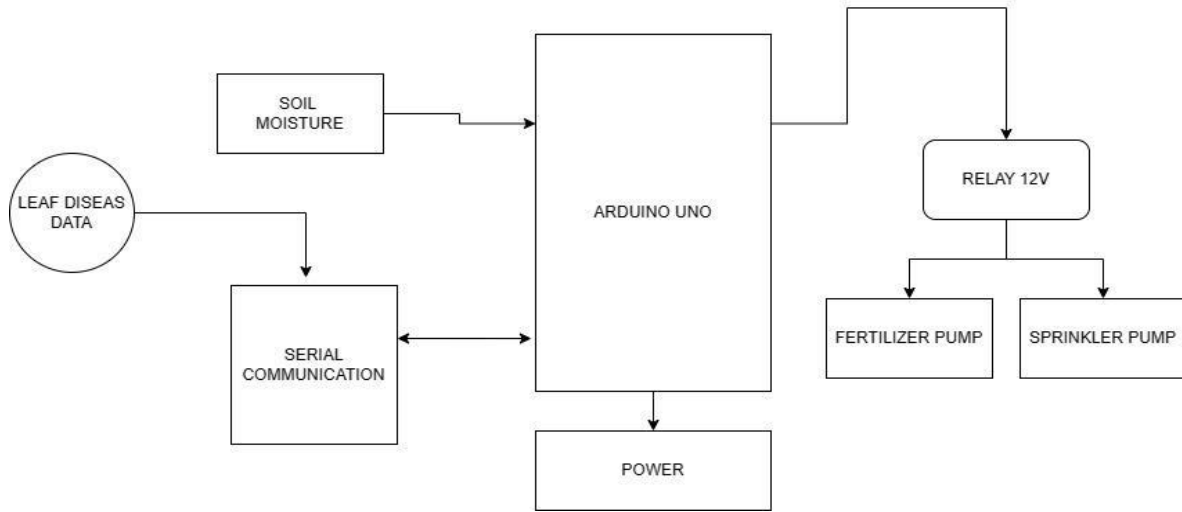 SOIL
MOISTURE
LEAF DISEAS
DATA
SERIAL
COMMUNICATION
ARDUINO UNO
POWER
RELAY 12V
FERTILIZER PUMP
SPRINKLER PUMP